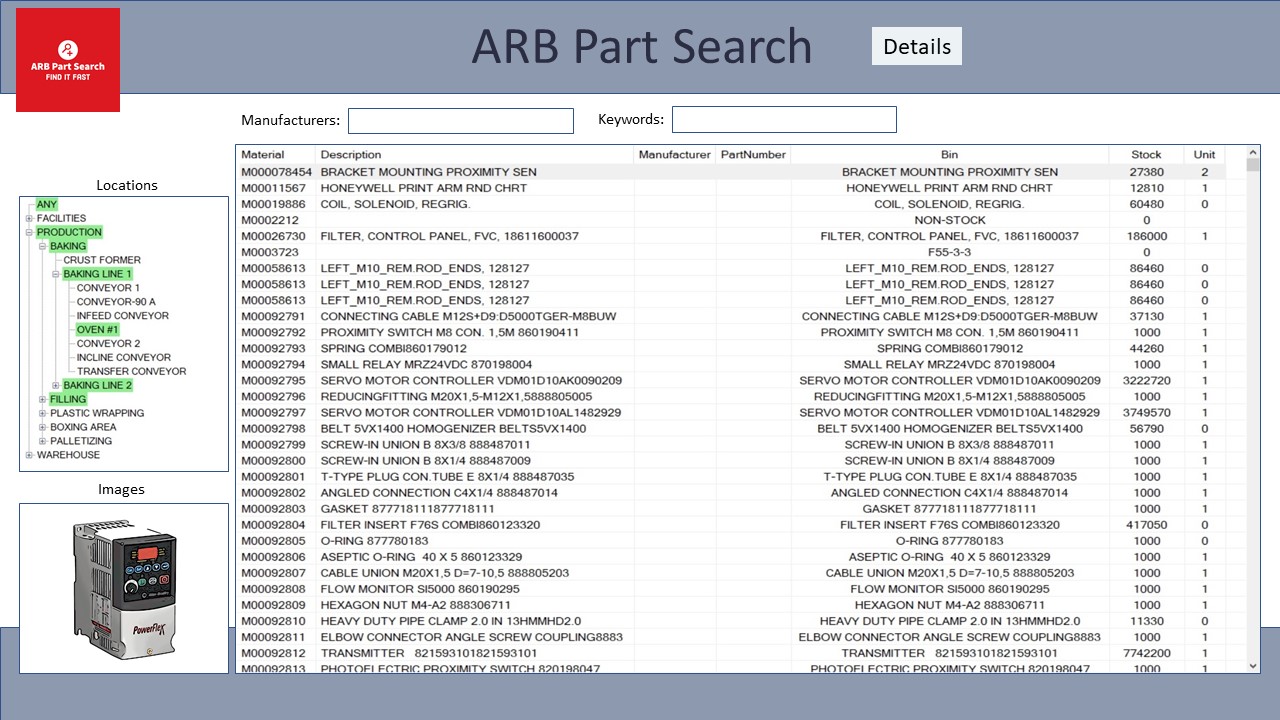 ARB Part Search
FIND IT FAST
ARB Part Search
Details
Manufacturers:
Keywords:
Locations
ANY
FACILITIES
PRODUCTION
BAKING
CRUST FORMER
BAKING LINE 1
CONVEYOR 1
CONVEYOR-90 A
INFEED CONVEYOR
OVEN #1
CONVEYOR 2
INCLINE CONVEYOR
TRANSFER CONVEYOR
BAKING LINE 2
FILLING
PLASTIC WRAPPING
BOXING AREA
PALLETIZING
WAREHOUSE
Images
PowerFlex
Material Description Manufacturer PartNumber Bin Stock Unit
M000078454 BRACKET MOUNTING PROXIMITY SEN BRACKET MOUNTING PROXIMITY SEN 27380 2
M00011567 HONEYWELL PRINT ARM RND CHRT HONEYWELL PRINT ARM RND CHRT 12810 1
M00019886 COIL, SOLENOID, REGRIG. COIL, SOLENOID, REGRIG. 60480 0
M0002212 NON-STOCK 0
M00026730 FILTER, CONTROL PANEL, FVC, 18611600037 FILTER, CONTROL PANEL, FVC, 18611600037 186000 1
M0003723 F55-3-3 0
M00058613 LEFT_M10_REM.ROD_ENDS, 128127 LEFT_M10_REM.ROD_ENDS, 128127 86460 0
M00058613 LEFT_M10_REM.ROD_ENDS, 128127 LEFT_M10_REM.ROD_ENDS, 128127 86460 0
M00058613 LEFT_M10_REM.ROD_ENDS, 128127 LEFT_M10_REM.ROD_ENDS, 128127 86460 0
M00092791 CONNECTING CABLE M12S+D9:D5000TGER-M8BUW CONNECTING CABLE M12S+D9:D5000TGER-M8BUW 37130 1
M00092792 PROXIMITY SWITCH M8 CON. 1,5M 860190411 PROXIMITY SWITCH M8 CON. 1,5M 860190411 1000 1
M00092793 SPRING COMBI860179012 SPRING COMBI860179012 44260 1
M00092794 SMALL RELAY MRZ24VDC 870198004 SMALL RELAY MRZ24VDC 870198004 1000 1
M00092795 SERVO MOTOR CONTROLLER VDM01D10AK0090209 SERVO MOTOR CONTROLLER VDM01D10AK0090209 3222720 1
M00092796 REDUCINGFITTING M20X1,5-M12X1,5888805005 REDUCINGFITTING M20X1,5-M12X1,5888805005 1000 1
M00092797 SERVO MOTOR CONTROLLER VDM01D10AL1482929 SERVO MOTOR CONTROLLER VDM01D10AL1482929 3749570 1
M00092798 BELT 5VX1400 HOMOGENIZER BELTS5VX1400 BELT 5VX1400 HOMOGENIZER BELTS5VX1400 56790 0
M00092799 SCREW-IN UNION B 8X3/8 888487011 SCREW-IN UNION B 8X3/8 888487011 1000 1
M00092800 SCREW-IN UNION B 8X1/4 888487009 SCREW-IN UNION B 8X1/4 888487009 1000 1
M00092801 T-TYPE PLUG CON.TUBE E 8X1/4 888487035 T-TYPE PLUG CON.TUBE E 8X1/4 888487035 1000 1
M00092802 ANGLED CONNECTION C4X1/4 888487014 ANGLED CONNECTION C4X1/4 888487014 1000 1
M00092803 GASKET 877718111877718111 GASKET 877718111877718111 1000 1
M00092804 FILTER INSERT F76S COMBI860123320 FILTER INSERT F76S COMBI860123320 417050 0
M00092805 O-RING 877780183 O-RING 877780183 1000 0
M00092806 ASEPTIC O-RING 40 X 5 860123329 ASEPTIC O-RING 40 X 5 860123329 1000 1
M00092807 CABLE UNION M20X1,5 D=7-10,5 888805203 CABLE UNION M20X1,5 D=7-10,5 888805203 1000 1
M00092808 FLOW MONITOR SI5000 860190295 FLOW MONITOR SI5000 860190295 1000 1
M00092809 HEXAGON NUT M4-A2 888306711 HEXAGON NUT M4-A2 888306711 1000 1
M00092810 HEAVY DUTY PIPE CLAMP 2.0 IN 13HMMHD2.0 HEAVY DUTY PIPE CLAMP 2.0 IN 13HMMHD2.0 11330 0
M00092811 ELBOW CONNECTOR ANGLE SCREW COUPLING8883 ELBOW CONNECTOR ANGLE SCREW COUPLING8883 1000 1
M00092812 TRANSMITTER 821593101821593101 TRANSMITTER 821593101821593101 7742200 1
M00092813 PHOTOELECTRIC PROXIMITY SWITCH 820198047 PHOTOELECTRIC PROXIMITY SWITCH 820198047 1000 1